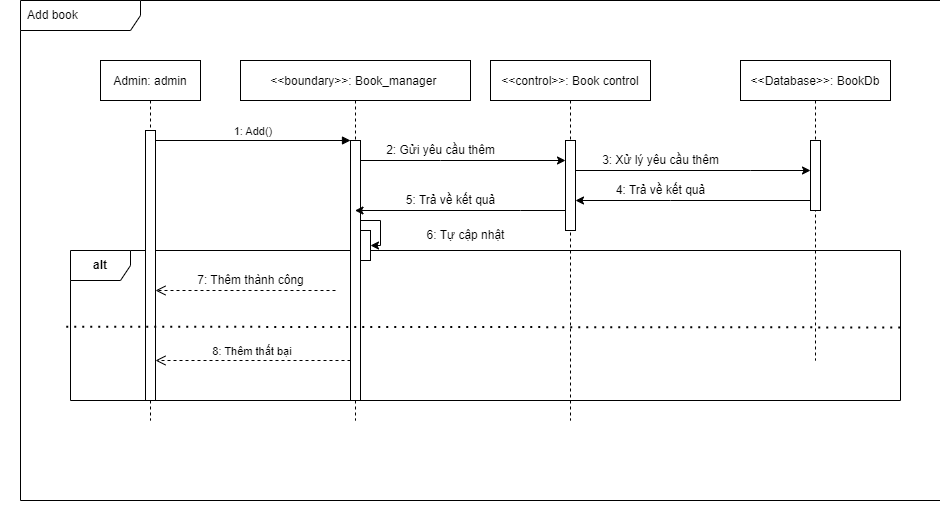 Add book
Admin: admin
<<boundary>>: Book_manager
<<control>>: Book control
<<Database>>: BookDb
1: Add()
2: Gửi yêu cầu thêm
3: Xử lý yêu cầu thêm
4: Trả về kết quả
5: Trả về kết quả
6: Tự cập nhật
alt
7: Thêm thành công
8: Thêm thất bại